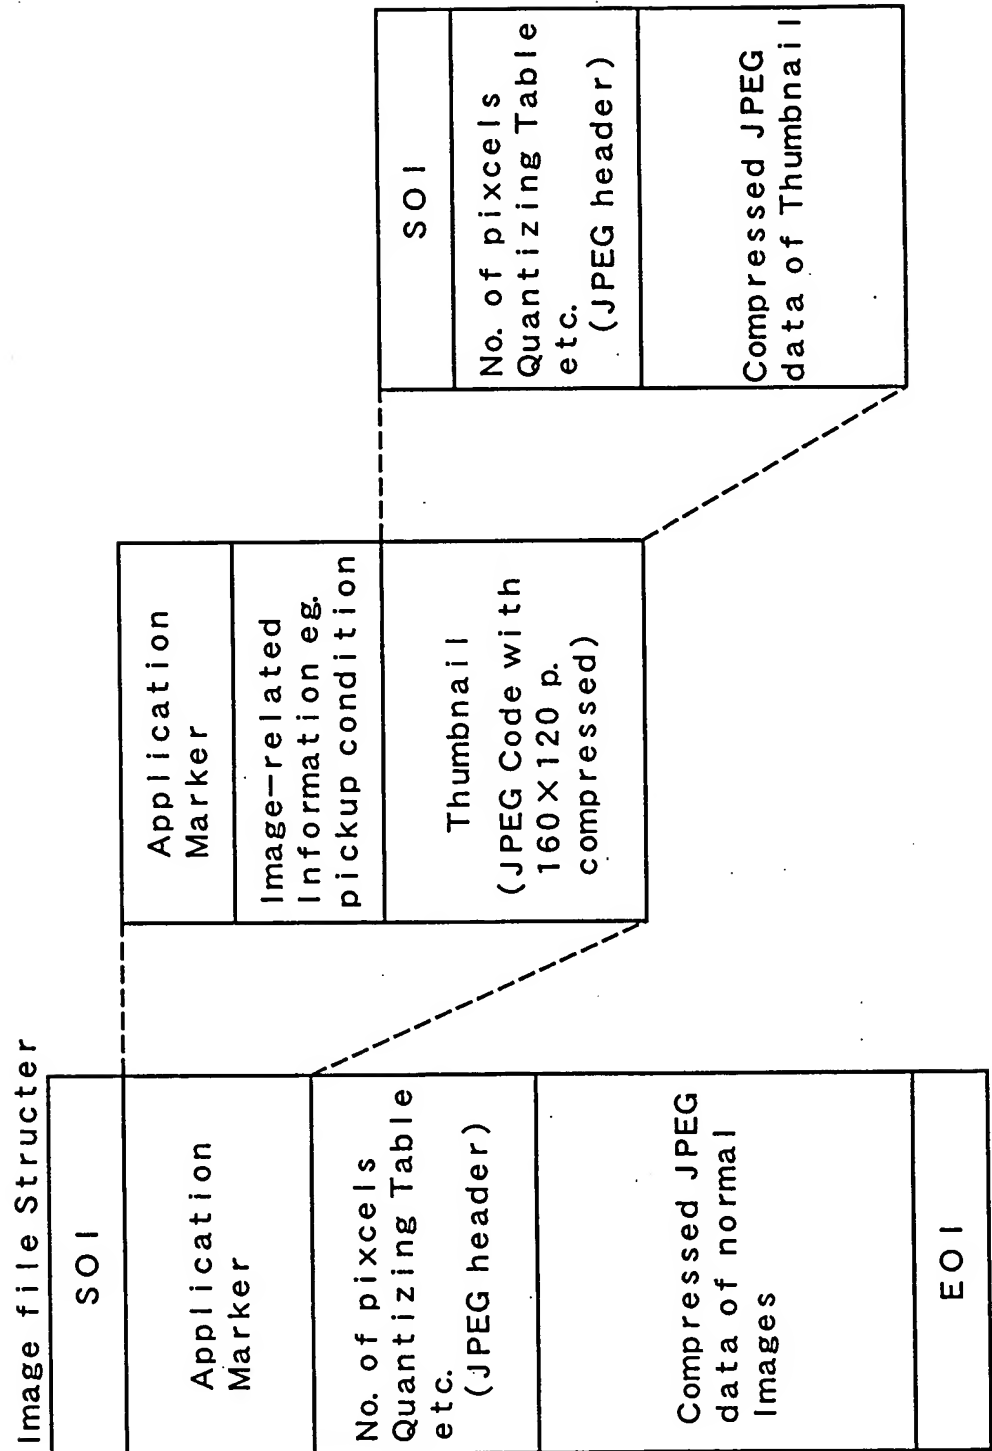 Image file Structer
SOI
Application
Marker
No. of pixcels
Quantizing Table
etc.
(JPEG header)
Compressed JPEG
data of normal
Images
EOI
Application
Marker
Image-related
Information eg.
pickup condition
Thumbnail
(JPEG Code with
160×120 p.
compressed)
SOI
No. of pixcels
Quantizing Table
etc.
(JPEG header)
Compressed JPEG
data of Thumbnail